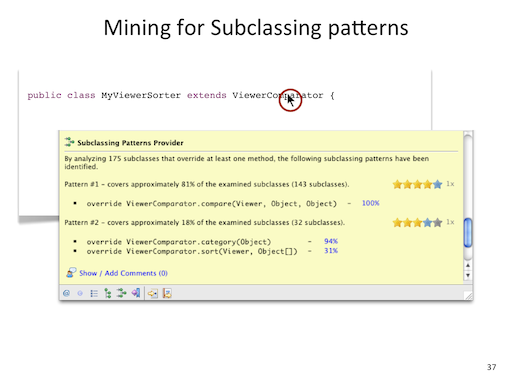 Mining for Subclassing patterns
public class MyViewerSorter extends ViewerComparator {
Subclassing Patterns Provider
By analyzing 175 subclasses that override at least one method, the following subclassing patterns have been
identified.
Pattern #1 – covers approximately 81% of the examined subclasses (143 subclasses). 1x
• override ViewerComparator.compare(Viewer, Object, Object) – 100%
Pattern #2 – covers approximately 18% of the examined subclasses (32 subclasses). 1x
• override ViewerComparator.category(Object) – 94%
• override ViewerComparator.sort(Viewer, Object[]) – 31%
Show / Add Comments (0)
37